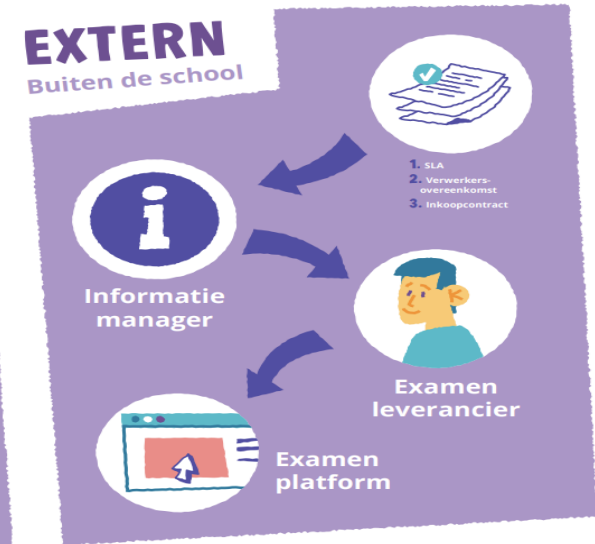 EXTERN
Buiten de school
1. SLA
2. Verwerkers-
overeenkomst
3. Inkoopcontract
i
Informatie
manager
Examen
leverancier
Examen
platform